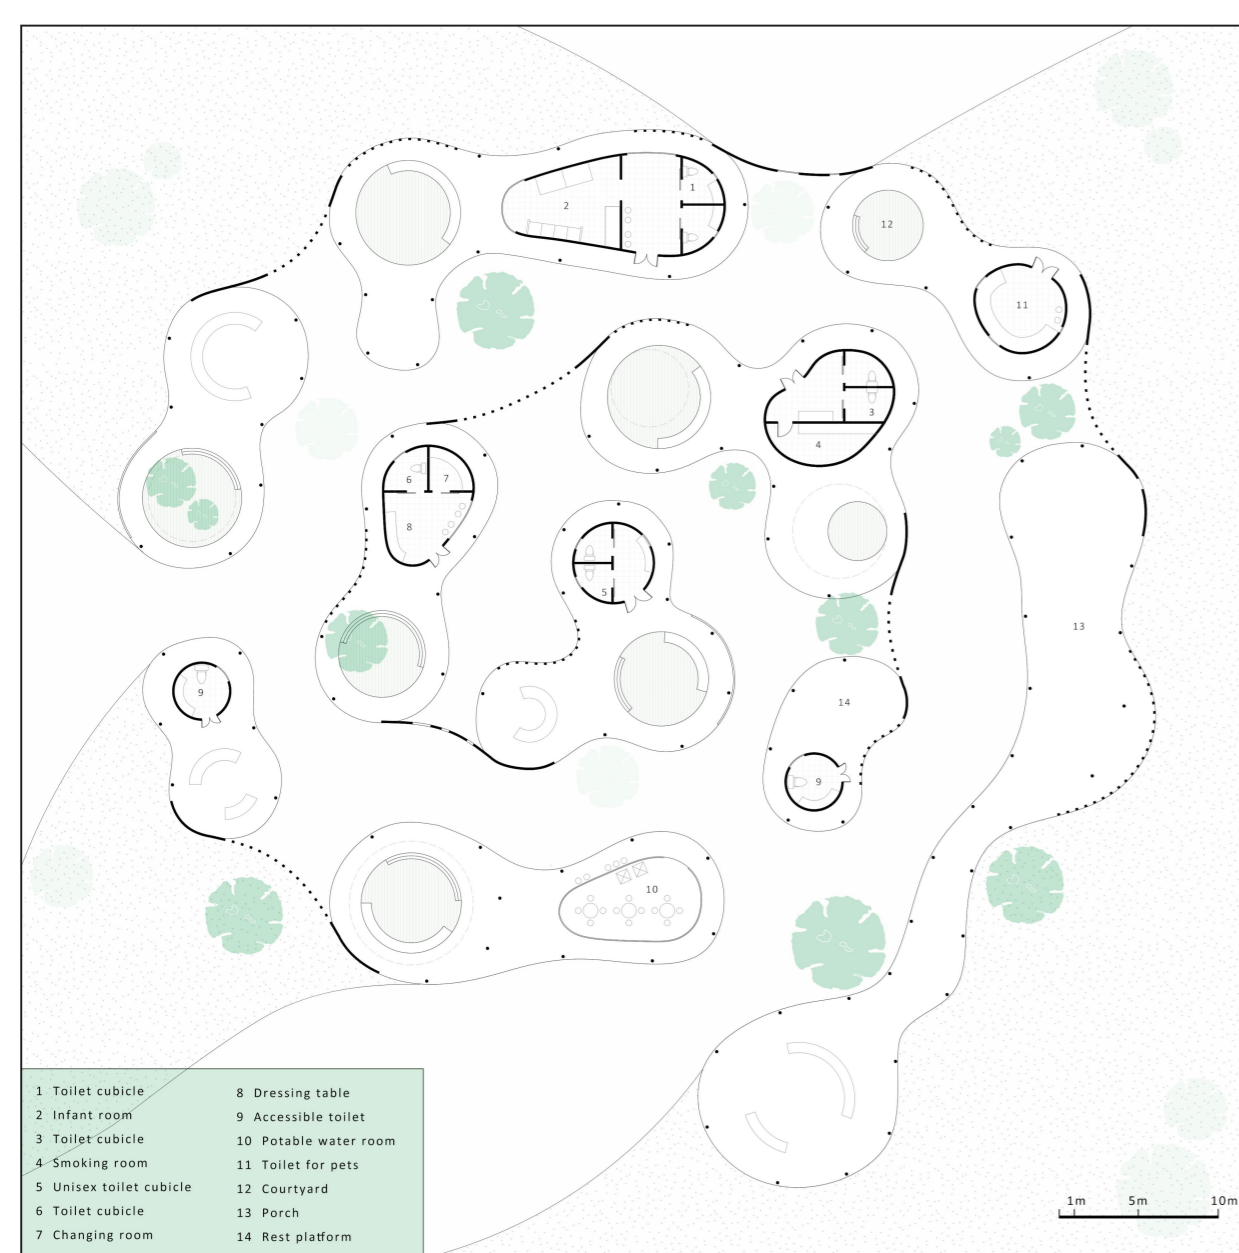 1
2
12
11
3
4
6
7
8
5
13
9
14
9
10
1 Toilet cubicle
2 Infant room
3 Toilet cubicle
4 Smoking room
5 Unisex toilet cubicle
6 Toilet cubicle
7 Changing room
8 Dressing table
9 Accessible toilet
10 Potable water room
11 Toilet for pets
12 Courtyard
13 Porch
14 Rest platform
1m 5m 10m